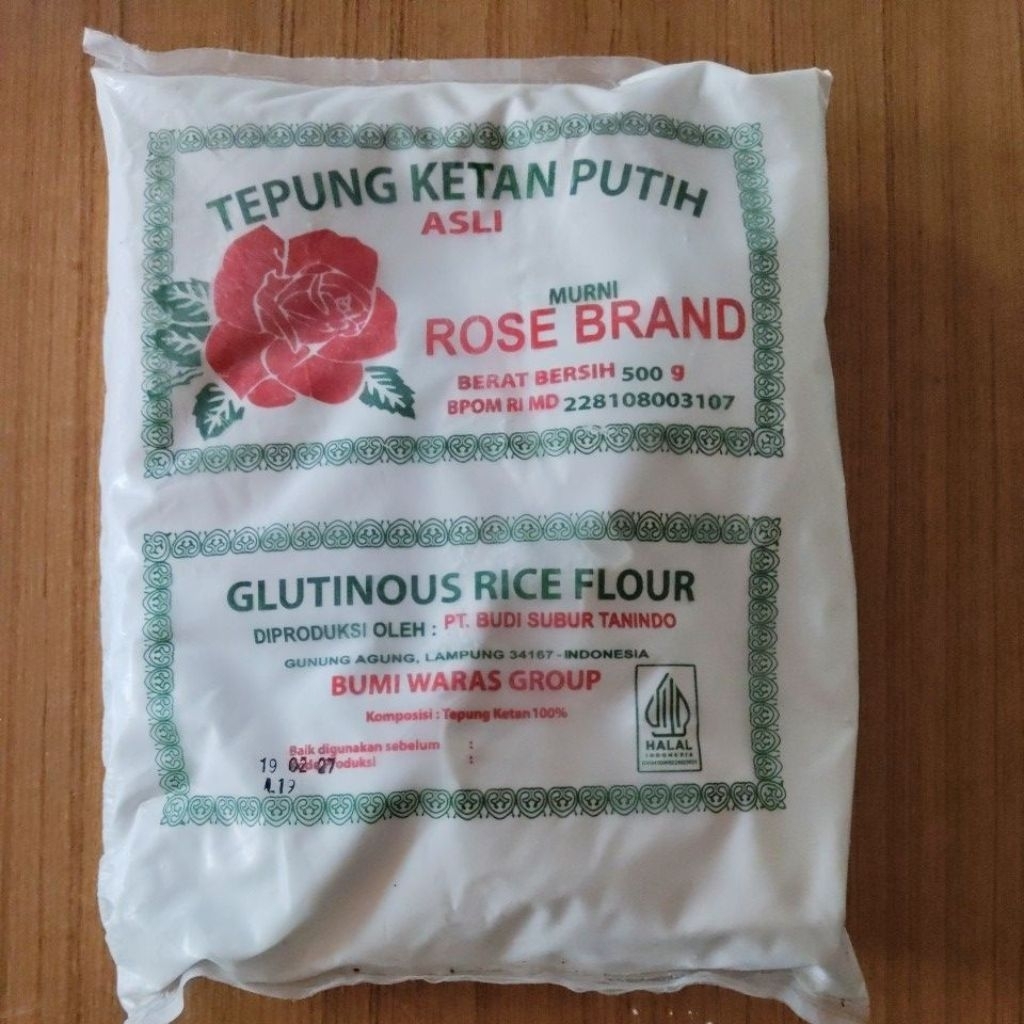 TEPUNG KETAN PUTIH
ASLI
MURNI
ROSE BRAND
BERAT BERSIH 500 g
BPOM RI MD 228108003107
GLUTINOUS RICE FLOUR
DIPRODUKSI OLEH : PT. BUDI SUBUR TANINDO
GUNUNG AGUNG, LAMPUNG 34167 - INDONESIA
BUMI WARAS GROUP
Komposisi : Tepung Ketan 100%
HALAL
INDONESIA
Baik digunakan sebelum :
19 02 27